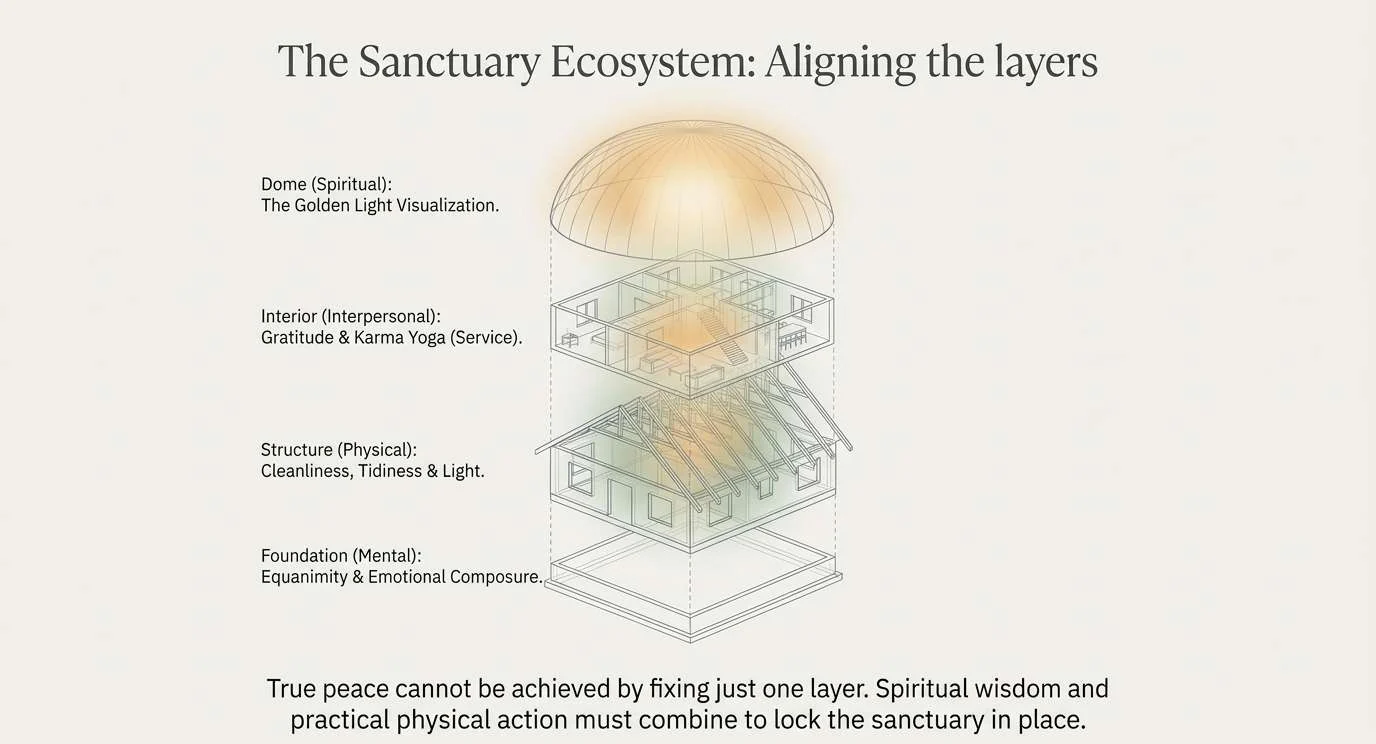 The Sanctuary Ecosystem: Aligning the layers
Dome (Spiritual):
The Golden Light Visualization.
Interior (Interpersonal):
Gratitude & Karma Yoga (Service).
Structure (Physical):
Cleanliness, Tidiness & Light.
Foundation (Mental):
Equanimity & Emotional Composure.
True peace cannot be achieved by fixing just one layer. Spiritual wisdom and
practical physical action must combine to lock the sanctuary in place.